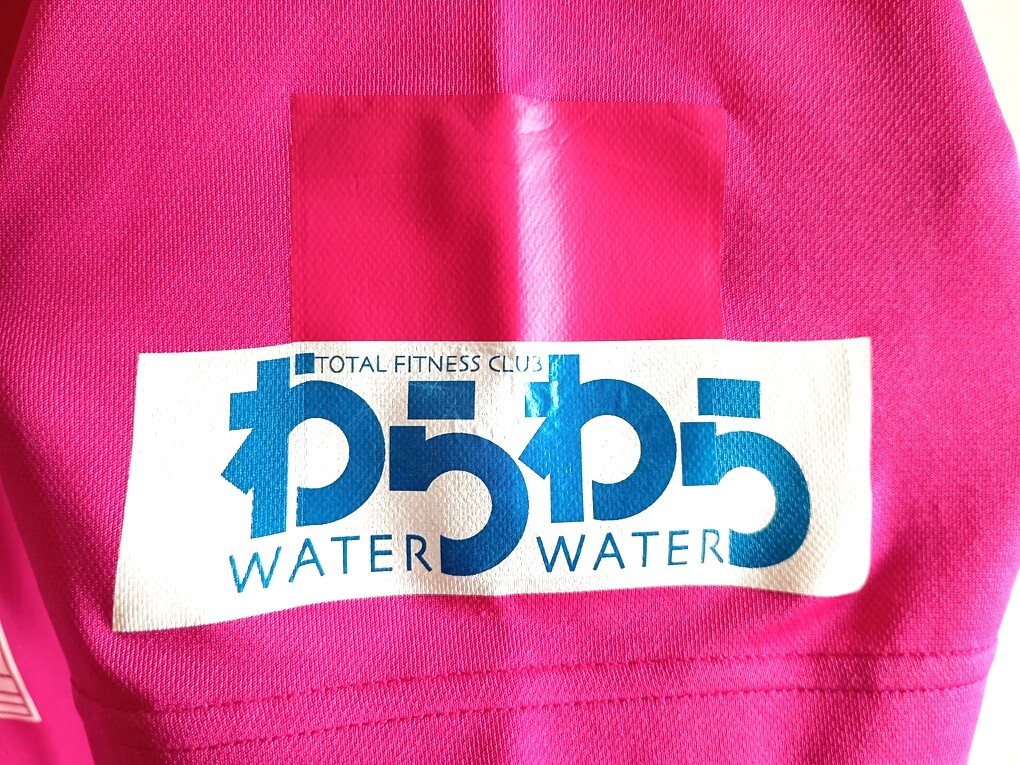 TOTAL FITNESS CLUB
わらわら
WATER WATER